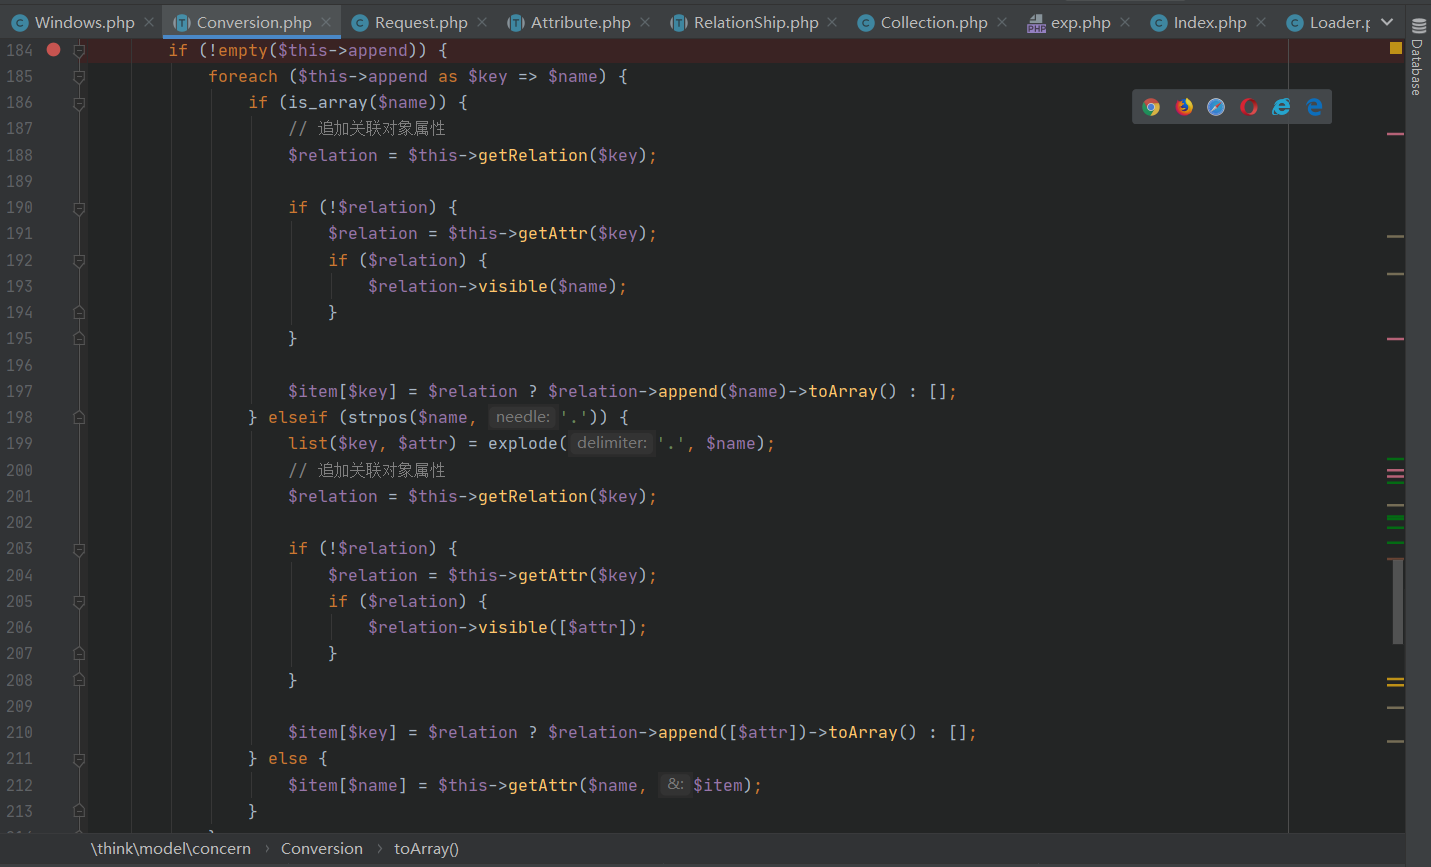 Windows.php Conversion.php Request.php Attribute.php RelationShip.php Collection.php exp.php Index.php Loader.p
Database
184 if (!empty($this->append)) {
185 foreach ($this->append as $key => $name) {
186 if (is_array($name)) {
187 // 追加关联对象属性
188 $relation = $this->getRelation($key);
189
190 if (!$relation) {
191 $relation = $this->getAttr($key);
192 if ($relation) {
193 $relation->visible($name);
194 }
195 }
196
197 $item[$key] = $relation ? $relation->append($name)->toArray() : [];
198 } elseif (strpos($name, needle: '.')) {
199 list($key, $attr) = explode( delimiter: '.', $name);
200 // 追加关联对象属性
201 $relation = $this->getRelation($key);
202
203 if (!$relation) {
204 $relation = $this->getAttr($key);
205 if ($relation) {
206 $relation->visible([$attr]);
207 }
208 }
209
210 $item[$key] = $relation ? $relation->append([$attr])->toArray() : [];
211 } else {
212 $item[$name] = $this->getAttr($name, &: $item);
213 }
\think\model\concern › Conversion › toArray()